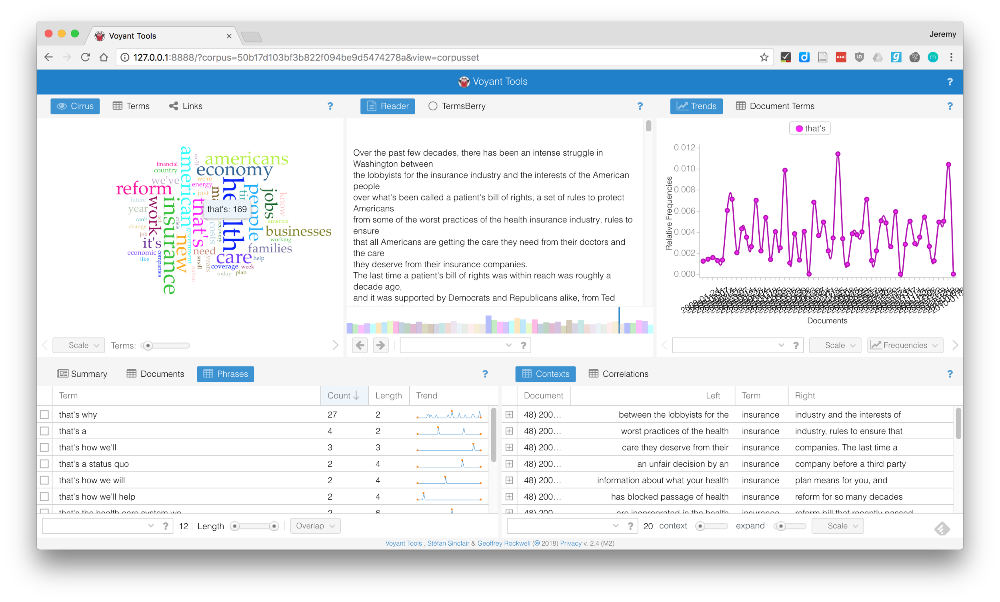 Voyant Tools
Jeremy
127.0.0.1:8888/?corpus=50b17d103bf3b822f094be9d5474278a&view=corpusset
Voyant Tools
?
Cirrus Terms Links ?
americans
american
we'll
financial
country
economy
we've
we're
energy
reform
just
health
people
jobs
know
future
work
insurance
that's
year
that's: 169
can't
act
crisis
change
job
costs
recovery
america
businesses
working
it's
new
government
need
families
economic
like
companies
small
years
care
help
coverage
week
nation
today
plan
Scale Terms:
Reader TermsBerry ?
Over the past few decades, there has been an intense struggle in
Washington between
the lobbyists for the insurance industry and the interests of the American
people
over what's been called a patient's bill of rights, a set of rules to protect
Americans
from some of the worst practices of the health insurance industry, rules to
ensure
that all Americans are getting the care they need from their doctors and
the care
they deserve from their insurance companies.
The last time a patient's bill of rights was within reach was roughly a
decade ago,
and it was supported by Democrats and Republicans alike, from Ted
?
Trends Document Terms ?
that's
Relative Frequencies
0.012
0.010
0.008
0.006
0.004
0.002
0.000
Documents
? Scale Frequencies
Summary Documents Phrases ?
Term Count Length Trend
that's why 27 2
that's a 4 2
that's how we'll 3 3
that's a status quo 2 4
that's how we will 2 4
that's how we'll help 2 4
that's the health care system we 2 6
? 12 Length Overlap
Contexts Correlations ?
Document Left Term Right
48) 200... between the lobbyists for the insurance industry and the interests of
48) 200... worst practices of the health insurance industry, rules to ensure that
48) 200... care they deserve from their insurance companies. The last time a
48) 200... an unfair decision by an insurance company before a third party
48) 200... information about what your health insurance plan means for you, and
48) 200... has blocked passage of health insurance reform for so many decades
48) 200... are incorporated in the health insurance reform bill that recently passed
? 20 context expand Scale
Voyant Tools , Stéfan Sinclair & Geoffrey Rockwell (cc 2018) Privacy v. 2.4 (M2)